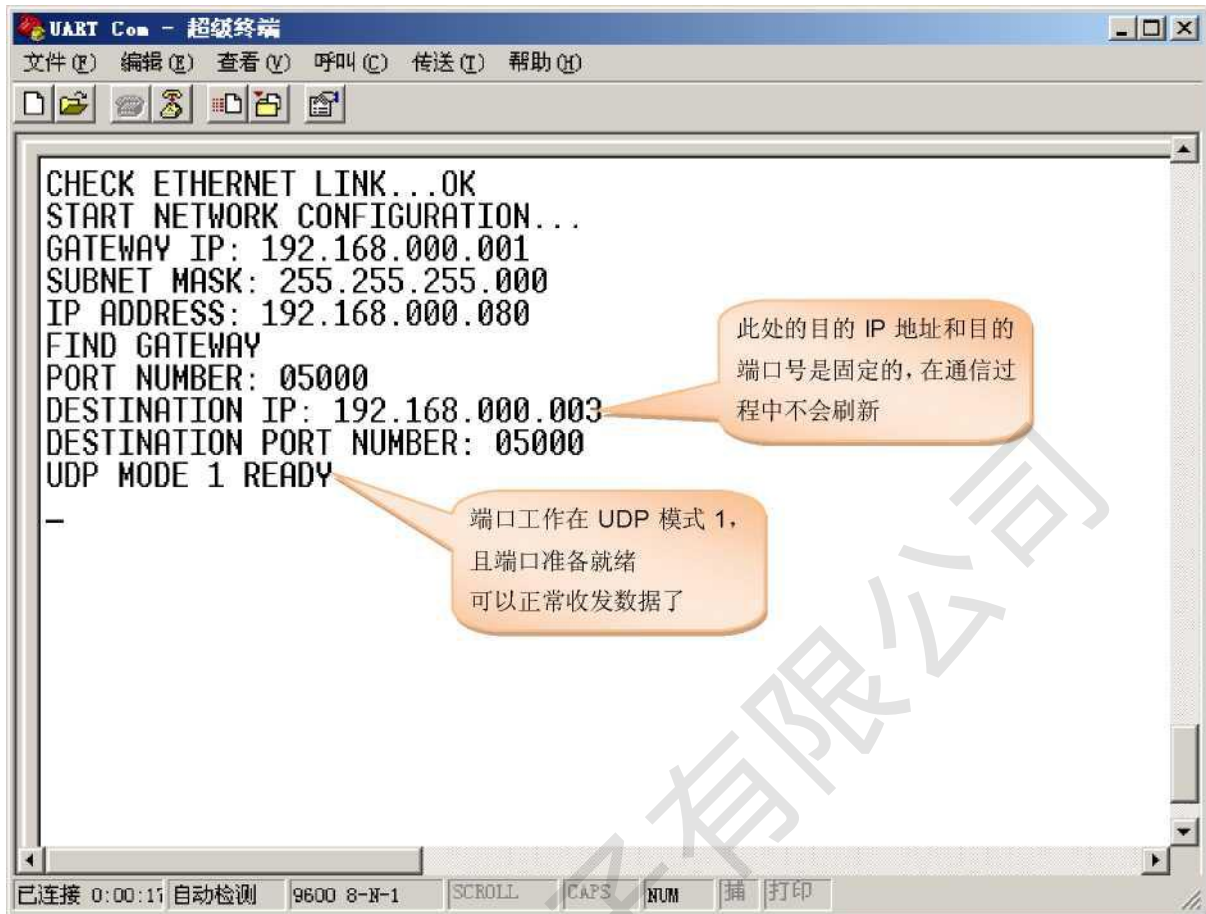 UART Com - 超级终端
文件(F) 编辑(E) 查看(V) 呼叫(C) 传送(T) 帮助(H)
CHECK ETHERNET LINK...OK
START NETWORK CONFIGURATION...
GATEWAY IP: 192.168.000.001
SUBNET MASK: 255.255.255.000
IP ADDRESS: 192.168.000.080
FIND GATEWAY
PORT NUMBER: 05000
DESTINATION IP: 192.168.000.003
DESTINATION PORT NUMBER: 05000
UDP MODE 1 READY
此处的目的 IP 地址和目的
端口号是固定的，在通信过
程中不会刷新
端口工作在 UDP 模式 1，
且端口准备就绪
可以正常收发数据了
子有限公司
已连接 0:00:17 自动检测 9600 8-N-1 SCROLL CAPS NUM 捕 打印